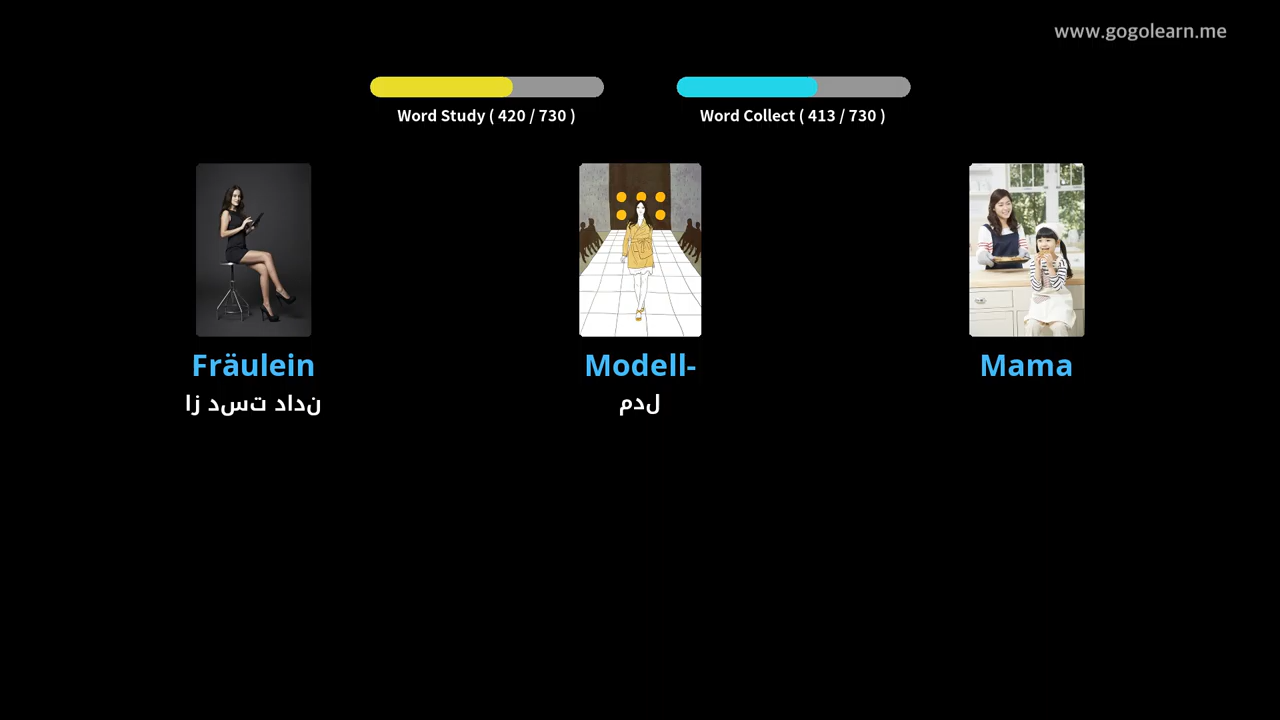 www.gogolearn.me
Word Study ( 420 / 730 )
Word Collect ( 413 / 730 )
Fräulein
نداد تسد زا
Modell-
لدم
Mama